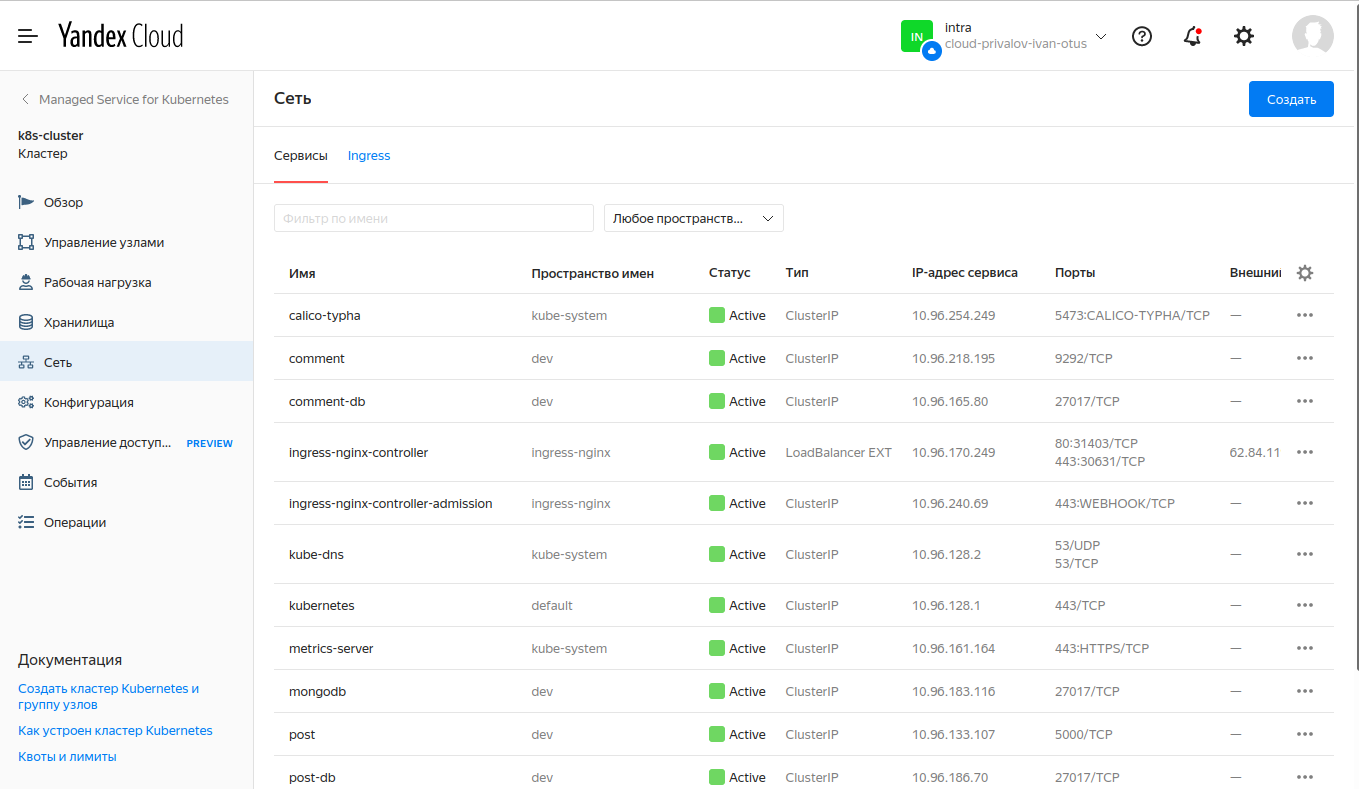 Yandex Cloud
IN
intra
cloud-privalov-ivan-otus
Managed Service for Kubernetes
k8s-cluster
Кластер
Обзор
Управление узлами
Рабочая нагрузка
Хранилища
Сеть
Конфигурация
Управление доступ... PREVIEW
События
Операции
Документация
Создать кластер Kubernetes и
группу узлов
Как устроен кластер Kubernetes
Квоты и лимиты
Сеть
Создать
Сервисы Ingress
Фильтр по имени Любое пространств...
Имя Пространство имен Статус Тип IP-адрес сервиса Порты Внешни
calico-typha kube-system Active ClusterIP 10.96.254.249 5473:CALICO-TYPHA/TCP —
comment dev Active ClusterIP 10.96.218.195 9292/TCP —
comment-db dev Active ClusterIP 10.96.165.80 27017/TCP —
ingress-nginx-controller ingress-nginx Active LoadBalancer EXT 10.96.170.249 80:31403/TCP 62.84.11
443:30631/TCP
ingress-nginx-controller-admission ingress-nginx Active ClusterIP 10.96.240.69 443:WEBHOOK/TCP —
kube-dns kube-system Active ClusterIP 10.96.128.2 53/UDP —
53/TCP
kubernetes default Active ClusterIP 10.96.128.1 443/TCP —
metrics-server kube-system Active ClusterIP 10.96.161.164 443:HTTPS/TCP —
mongodb dev Active ClusterIP 10.96.183.116 27017/TCP —
post dev Active ClusterIP 10.96.133.107 5000/TCP —
post-db dev Active ClusterIP 10.96.186.70 27017/TCP —